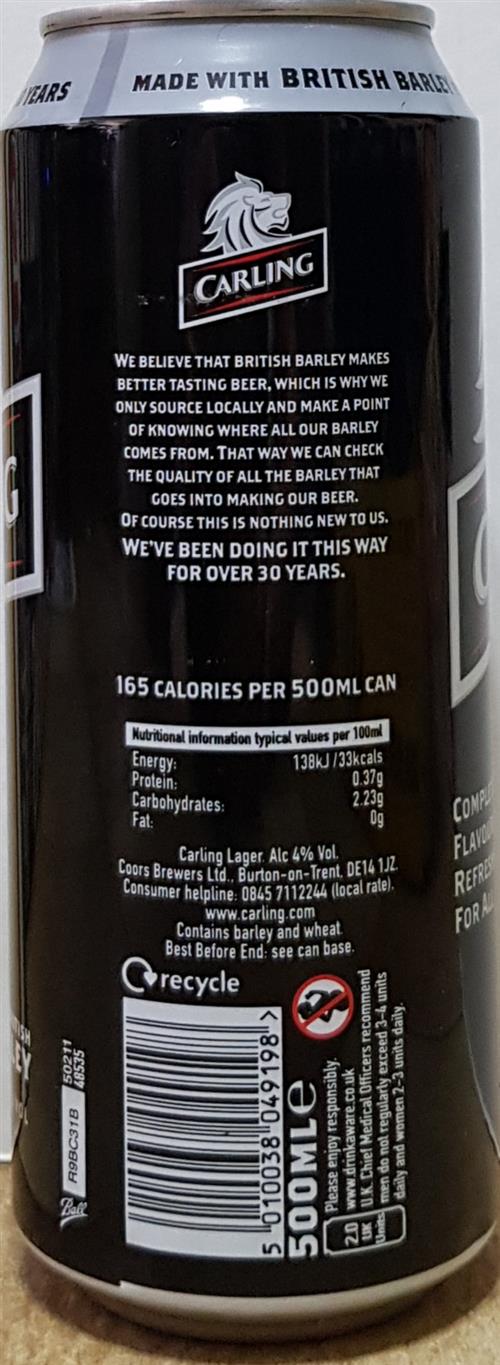 YEARS
MADE WITH BRITISH BARLEY
CARLING
WE BELIEVE THAT BRITISH BARLEY MAKES
BETTER TASTING BEER, WHICH IS WHY WE
ONLY SOURCE LOCALLY AND MAKE A POINT
OF KNOWING WHERE ALL OUR BARLEY
COMES FROM. THAT WAY WE CAN CHECK
THE QUALITY OF ALL THE BARLEY THAT
GOES INTO MAKING OUR BEER.
OF COURSE THIS IS NOTHING NEW TO US.
WE'VE BEEN DOING IT THIS WAY
FOR OVER 30 YEARS.
165 CALORIES PER 500ML CAN
Nutritional information typical values per 100ml
Energy: 138kJ/33kcals
Protein: 0.37g
Carbohydrates: 2.23g
Fat: 0g
Carling Lager. Alc 4% Vol.
Coors Brewers Ltd., Burton-on-Trent, DE14 1JZ.
Consumer helpline: 0845 7112244 (local rate).
www.carling.com
Contains barley and wheat.
Best Before End: see can base.
recycle
5 010038 049198 >
500MLe
Please enjoy responsibly.
www.drinkaware.co.uk
U.K. Chief Medical Officers recommend
men do not regularly exceed 3-4 units
daily and women 2-3 units daily.
2.0
UK
Units
Ball
R9BC31B
50211
48535
G
FOR